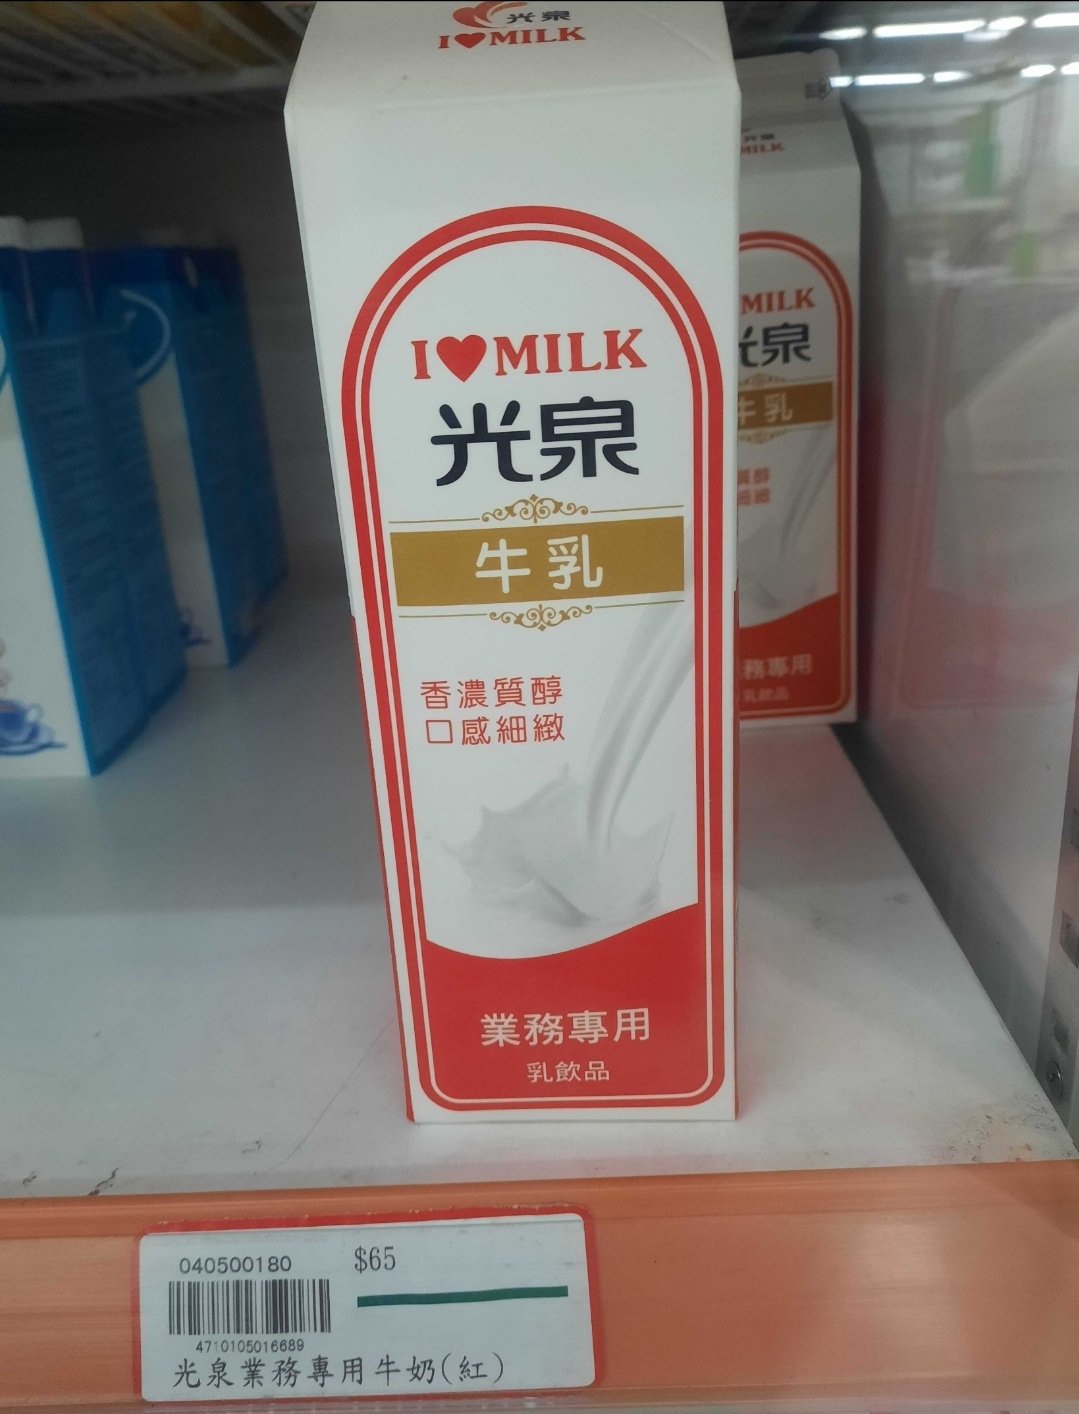 光泉
I♥MILK
I♥MILK
光泉
牛乳
香濃質醇
口感細緻
業務專用
乳飲品
MILK
MILK
泉
牛乳
務專用
乳飲品
040500180 $65
4710105016689
光泉業務專用牛奶(紅)